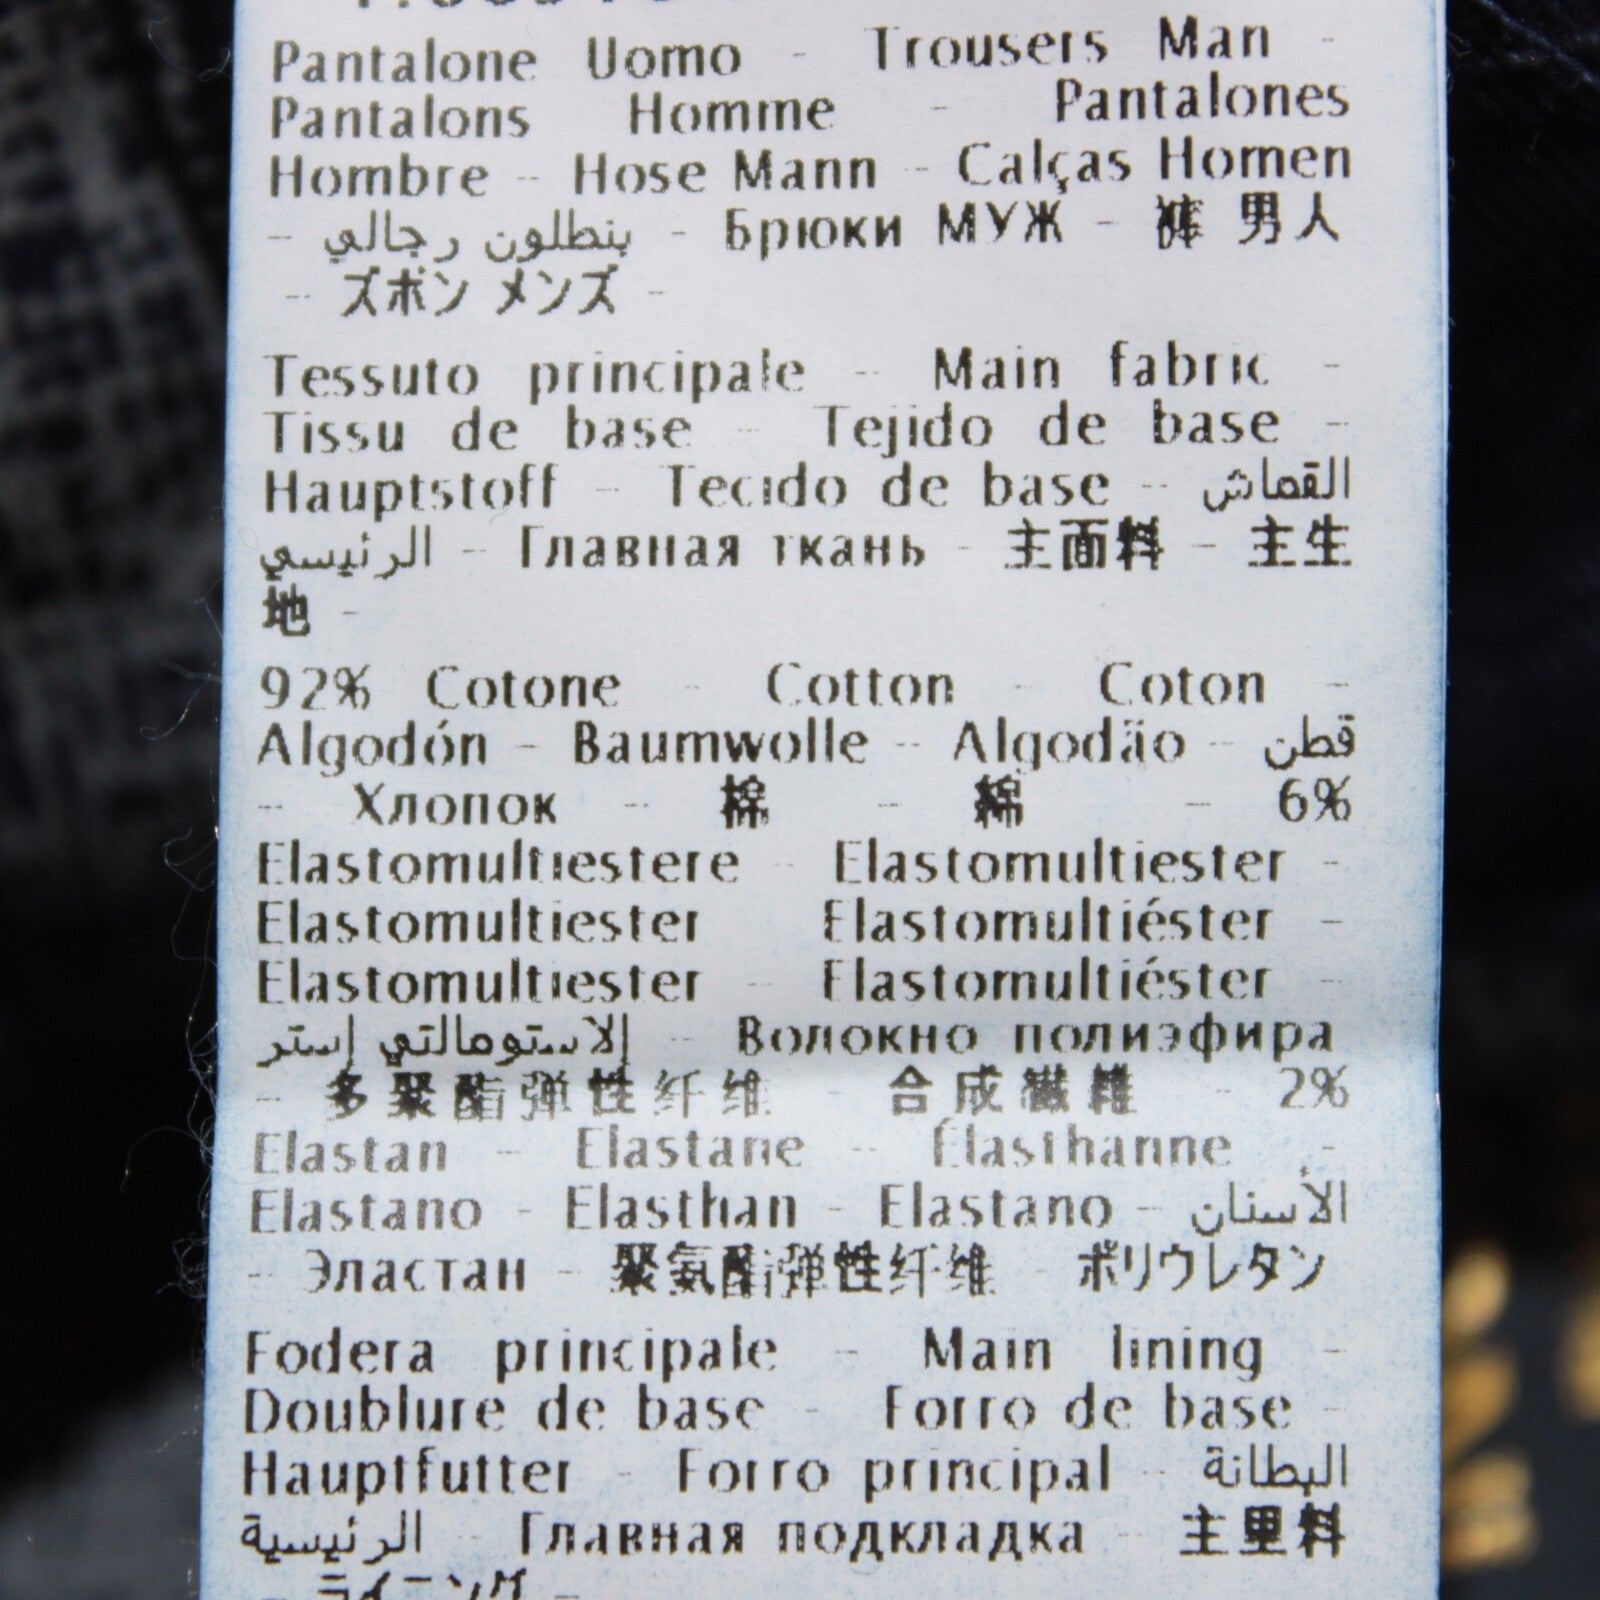 Pantalone Uomo - Trousers Man -
Pantalons Homme - Pantalones
Hombre - Hose Mann - Calças Homen
- بنطلون رجالي - Брюки МУЖ - 裤 男人
- ズボン メンズ -
Tessuto principale - Main fabric -
Tissu de base - Tejido de base -
Hauptstoff - Tecido de base - القماش
الرئيسي - Главная ткань - 主面料 - 主生
地 -
92% Cotone - Cotton - Coton -
Algodón - Baumwolle - Algodão - قطن
- Хлопок - 棉 - 綿 - 6%
Elastomultiestere - Elastomultiester -
Elastomultiester Elastomultiéster -
Elastomultiester - Elastomultiéster -
إلاستومالتي إستر - Волокно полиэфира
- 多聚酯弹性纤维 - 合成繊維 - 2%
Elastan - Elastane - Élasthanne -
Elastano - Elasthan - Elastano - الأسنان
- Эластан - 聚氨酯弹性纤维 - ポリウレタン
Fodera principale - Main lining -
Doublure de base - Forro de base -
Hauptfutter - Forro principal - البطانة
الرئيسية - Главная подкладка - 主里料
- ライニング -